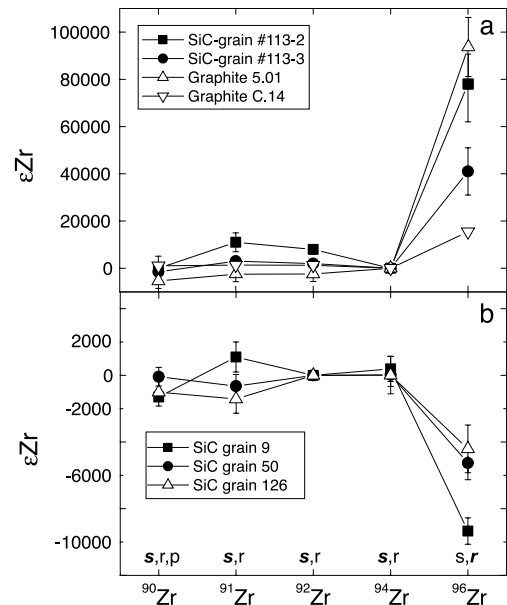 a
SiC-grain #113-2
SiC-grain #113-3
Graphite 5.01
Graphite C.14
100000
80000
60000
40000
20000
0
εZr
b
2000
0
-2000
-4000
-6000
-8000
-10000
εZr
SiC grain 9
SiC grain 50
SiC grain 126
s,r,p s,r s,r s,r s,r
⁹⁰Zr ⁹¹Zr ⁹²Zr ⁹⁴Zr ⁹⁶Zr